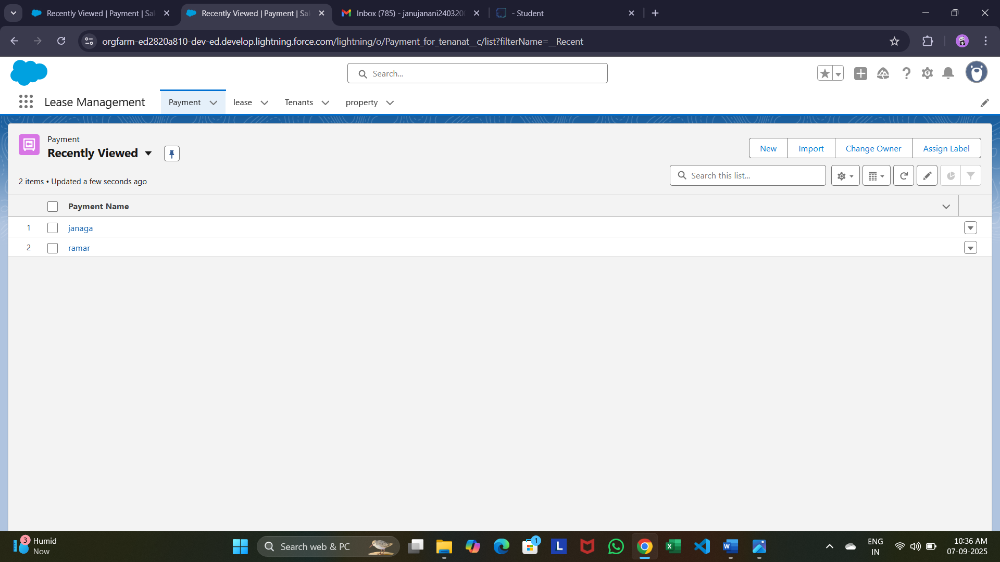 Recently Viewed | Payment | Sal
Recently Viewed | Payment | Sal
Inbox (785) - janujanani2403200
- Student
orgfarm-ed2820a810-dev-ed.develop.lightning.force.com/lightning/o/Payment_for_tenanat__c/list?filterName=__Recent
Search...
Lease Management
Payment
lease
Tenants
property
Payment
Recently Viewed
New
Import
Change Owner
Assign Label
2 items • Updated a few seconds ago
Search this list...
Payment Name
1
janaga
2
ramar
3
Humid
Now
Search web & PC
1
L
X
W
ENG
IN
10:36 AM
07-09-2025